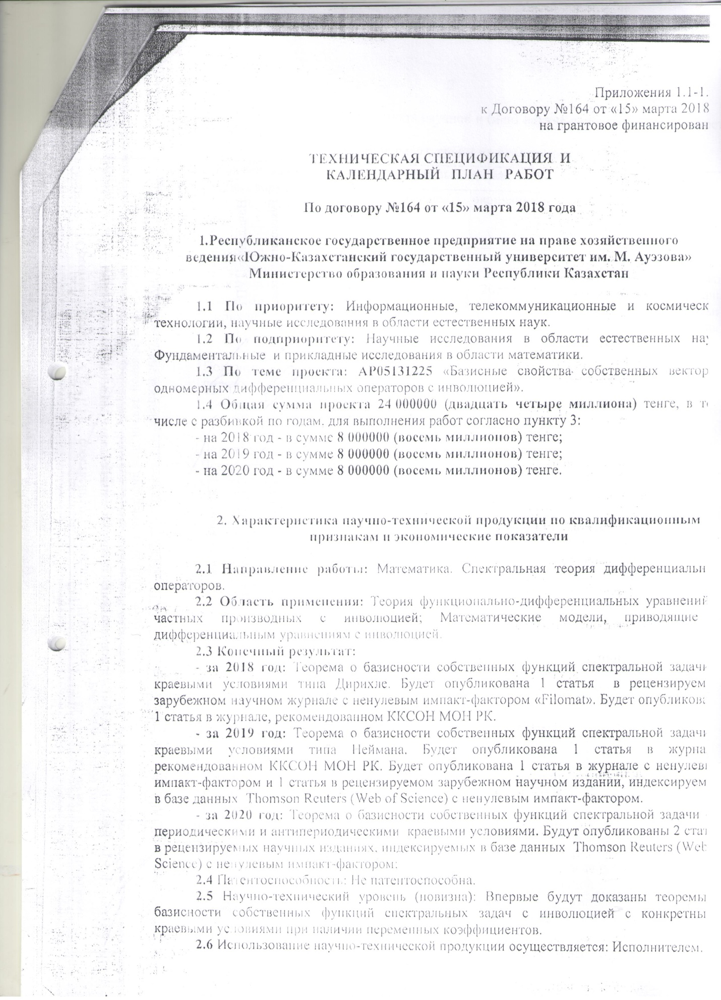 Приложения 1.1-1.
к Договору №164 от «15» марта 2018
на грантовое финансирован
ТЕХНИЧЕСКАЯ СПЕЦИФИКАЦИЯ И
КАЛЕНДАРНЫЙ ПЛАН РАБОТ
По договору №164 от «15» марта 2018 года
1.Республиканское государственное предприятие на праве хозяйственного
ведения«Южно-Казахстанский государственный университет им. М. Ауэзова»
Министерство образования и науки Республики Казахстан
1.1 По приоритету: Информационные, телекоммуникационные и космическ
технологии, научные исследования в области естественных наук.
1.2 По подприоритету: Научные исследования в области естественных нау
Фундаментальные и прикладные исследования в области математики.
1.3 По теме проекта: АР05131225 «Базисные свойства собственных вектор
одномерных дифференциальных операторов с инволюцией».
1.4 Общая сумма проекта 24 000000 (двадцать четыре миллиона) тенге, в то
числе с разбивкой по годам. для выполнения работ согласно пункту 3:
- на 2018 год - в сумме 8 000000 (восемь миллионов) тенге;
- на 2019 год - в сумме 8 000000 (восемь миллионов) тенге;
- на 2020 год - в сумме 8 000000 (восемь миллионов) тенге.
2. Характеристика научно-технической продукции по квалификационным
признакам и экономические показатели
2.1 Направление работы: Математика. Спектральная теория дифференциальн
операторов.
2.2 Область применения: Теория функционально-дифференциальных уравнений
частных производных с инволюцией; Математические модели, приводящие
дифференциальным уравнениям с инволюцией.
2.3 Конечный результат:
- за 2018 год: Теорема о базисности собственных функций спектральной задачи
краевыми условиями типа Дирихле. Будет опубликована 1 статья в рецензируем
зарубежном научном журнале с ненулевым импакт-фактором «Filomat». Будет опубликова
1 статья в журнале, рекомендованном ККСОН МОН РК.
- за 2019 год: Теорема о базисности собственных функций спектральной задачи
краевыми условиями типа Неймана. Будет опубликована 1 статья в журна
рекомендованном ККСОН МОН РК. Будет опубликована 1 статья в журнале с ненулевы
импакт-фактором и 1 статья в рецензируемом зарубежном научном издании, индексируем
в базе данных Thomson Reuters (Web of Science) с ненулевым импакт-фактором.
- за 2020 год: Теорема о базисности собственных функций спектральной задачи
периодическими и антипериодическими краевыми условиями. Будут опубликованы 2 стат
в рецензируемых научных изданиях, индексируемых в базе данных Thomson Reuters (Web
Science) с ненулевым импакт-фактором;
2.4 Патентоспособность: Не патентоспособна.
2.5 Научно-технический уровень (новизна): Впервые будут доказаны теоремы
базисности собственных функций спектральных задач с инволюцией с конкретны
краевыми условиями при наличии переменных коэффициентов.
2.6 Использование научно-технической продукции осуществляется: Исполнителем.